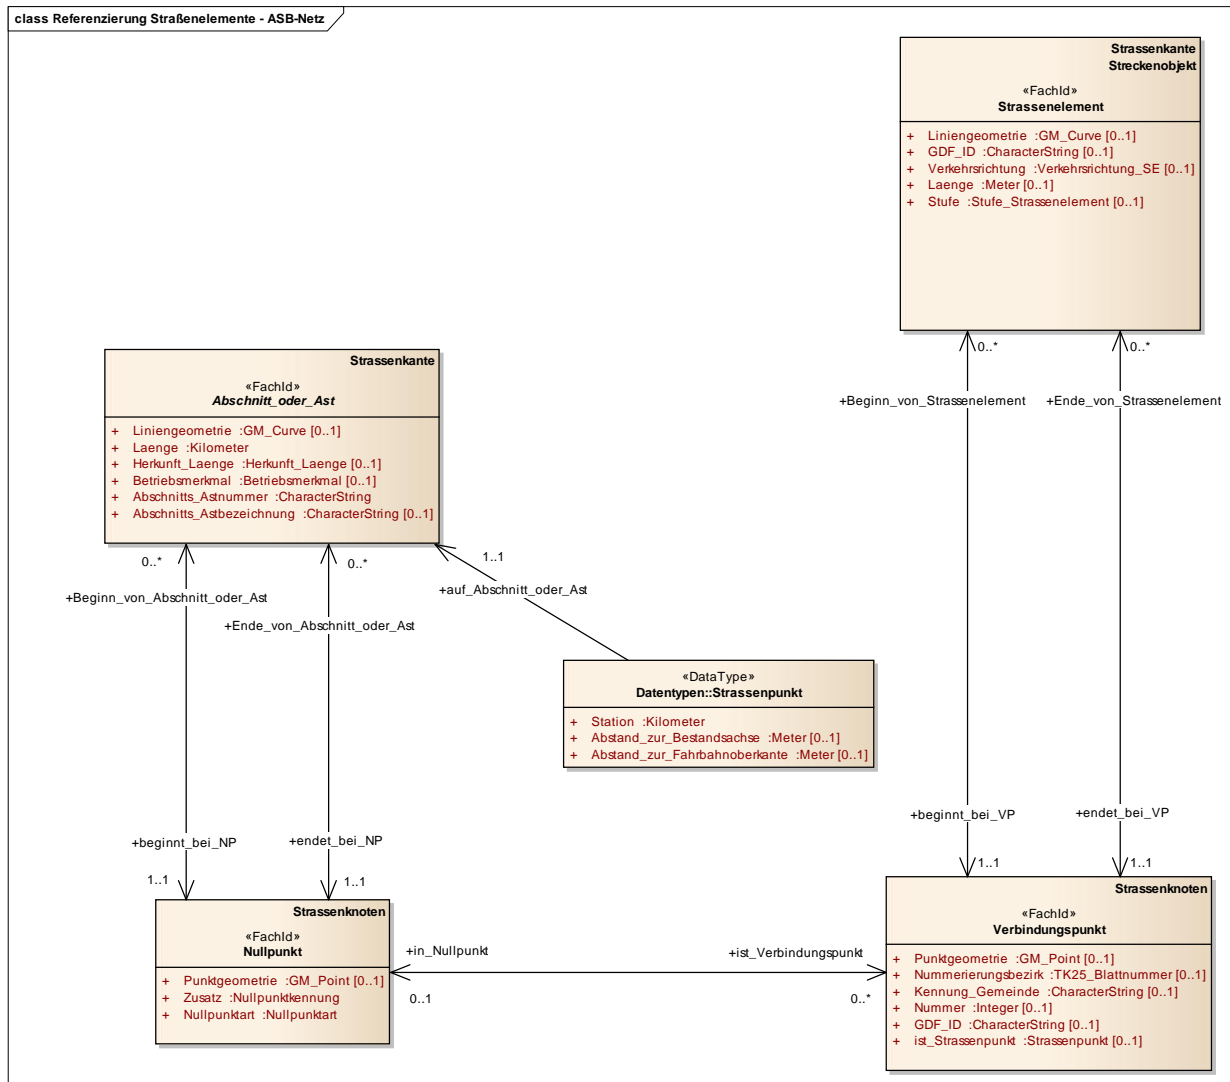 class Referenzierung Straßenelemente - ASB-Netz
Strassenkante
Streckenobjekt
«FachId»
Strassenelement
+ Liniengeometrie :GM_Curve [0..1]
+ GDF_ID :CharacterString [0..1]
+ Verkehrsrichtung :Verkehrsrichtung_SE [0..1]
+ Laenge :Meter [0..1]
+ Stufe :Stufe_Strassenelement [0..1]
0..*
0..*
+Beginn_von_Strassenelement
+Ende_von_Strassenelement
Strassenkante
«FachId»
Abschnitt_oder_Ast
+ Liniengeometrie :GM_Curve [0..1]
+ Laenge :Kilometer
+ Herkunft_Laenge :Herkunft_Laenge [0..1]
+ Betriebsmerkmal :Betriebsmerkmal [0..1]
+ Abschnitts_Astnummer :CharacterString
+ Abschnitts_Astbezeichnung :CharacterString [0..1]
0..*
0..*
1..1
+auf_Abschnitt_oder_Ast
+Beginn_von_Abschnitt_oder_Ast
+Ende_von_Abschnitt_oder_Ast
«DataType»
Datentypen::Strassenpunkt
+ Station :Kilometer
+ Abstand_zur_Bestandsachse :Meter [0..1]
+ Abstand_zur_Fahrbahnoberkante :Meter [0..1]
+beginnt_bei_NP
+endet_bei_NP
1..1
1..1
+beginnt_bei_VP
+endet_bei_VP
1..1
1..1
Strassenknoten
«FachId»
Nullpunkt
+ Punktgeometrie :GM_Point [0..1]
+ Zusatz :Nullpunktkennung
+ Nullpunktart :Nullpunktart
+in_Nullpunkt
0..1
+ist_Verbindungspunkt
0..*
Strassenknoten
«FachId»
Verbindungspunkt
+ Punktgeometrie :GM_Point [0..1]
+ Nummerierungsbezirk :TK25_Blattnummer [0..1]
+ Kennung_Gemeinde :CharacterString [0..1]
+ Nummer :Integer [0..1]
+ GDF_ID :CharacterString [0..1]
+ ist_Strassenpunkt :Strassenpunkt [0..1]